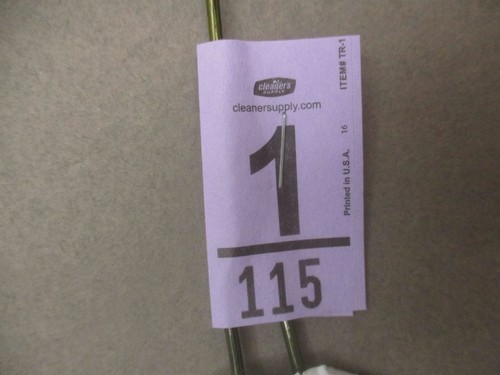 cleaners
SUPPLY
cleanersupply.com
1
115
Printed in U.S.A. 16 ITEM# TR-1